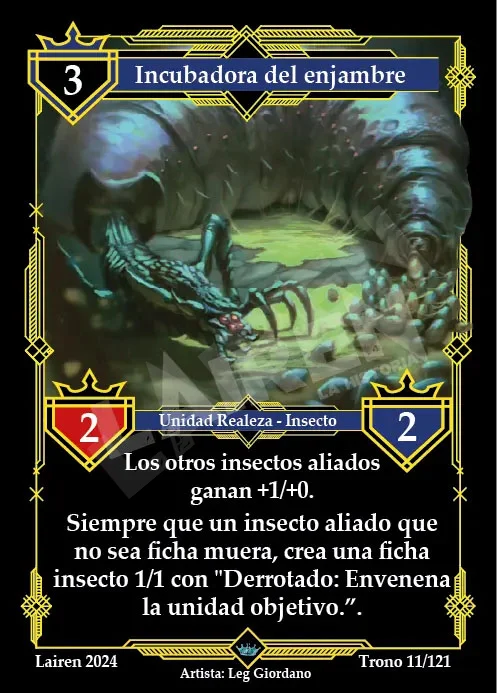 3
Incubadora del enjambre
2
Unidad Realeza - Insecto
2
Los otros insectos aliados
ganan +1/+0.
Siempre que un insecto aliado que
no sea ficha muera, crea una ficha
insecto 1/1 con "Derrotado: Envenena
la unidad objetivo.”.
Lairen 2024
Artista: Leg Giordano
Trono 11/121